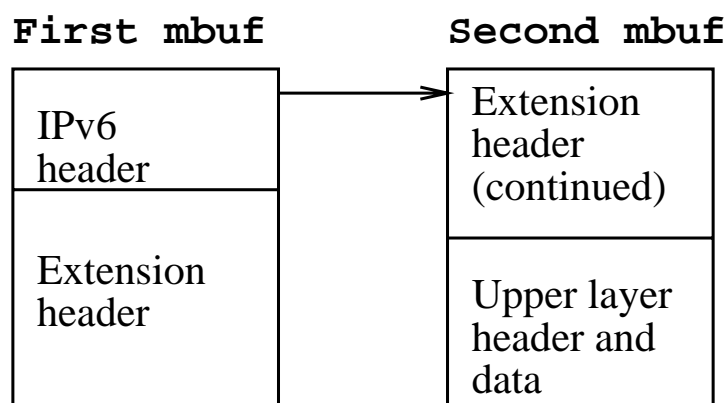 First mbuf
Second mbuf
IPv6
header
Extension
header
Extension
header
(continued)
Upper layer
header and
data